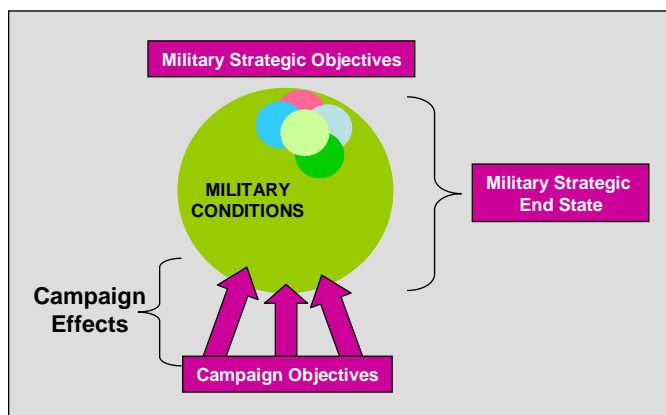 Military Strategic Objectives
MILITARY
CONDITIONS
Military Strategic
End State
Campaign
Effects
Campaign Objectives